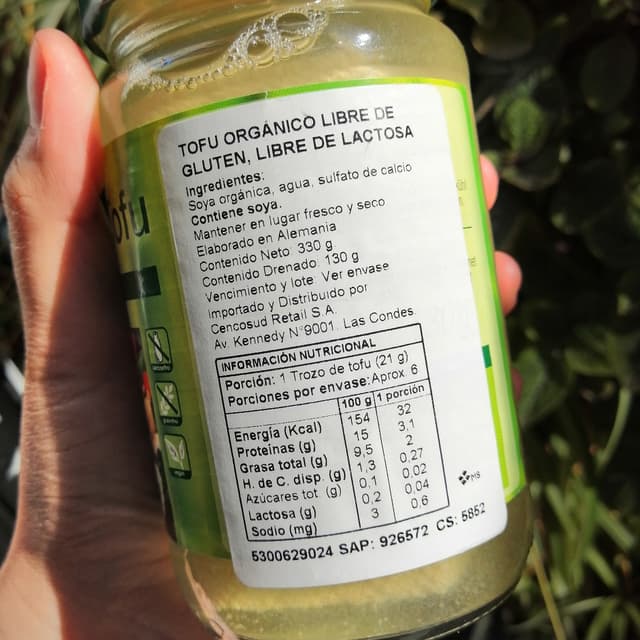 TOFU ORGÁNICO LIBRE DE
GLUTEN, LIBRE DE LACTOSA
Ingredientes:
Soya orgánica, agua, sulfato de calcio
Contiene soya.
Mantener en lugar fresco y seco
Elaborado en Alemania
Contenido Neto 330 g
Contenido Drenado 130 g
Vencimiento y lote Ver envase
Importado y Distribuido por
Cencosud Retail S.A.
Av. Kennedy N°9001, Las Condes.
INFORMACIÓN NUTRICIONAL
Porción: 1 Trozo de tofu (21 g)
Porciones por envase: Aprox 6
100 g 1 porción
Energía (Kcal) 154 32
Proteínas (g) 15 3,1
Grasa total (g) 9,5 2
H. de C. disp. (g) 1,3 0,27
Azúcares tot (g) 0,1 0,02
Lactosa (g) 0,2 0,04
Sodio (mg) 3 0,6
5300629024 SAP: 926572 CS: 5852
MB
ofu